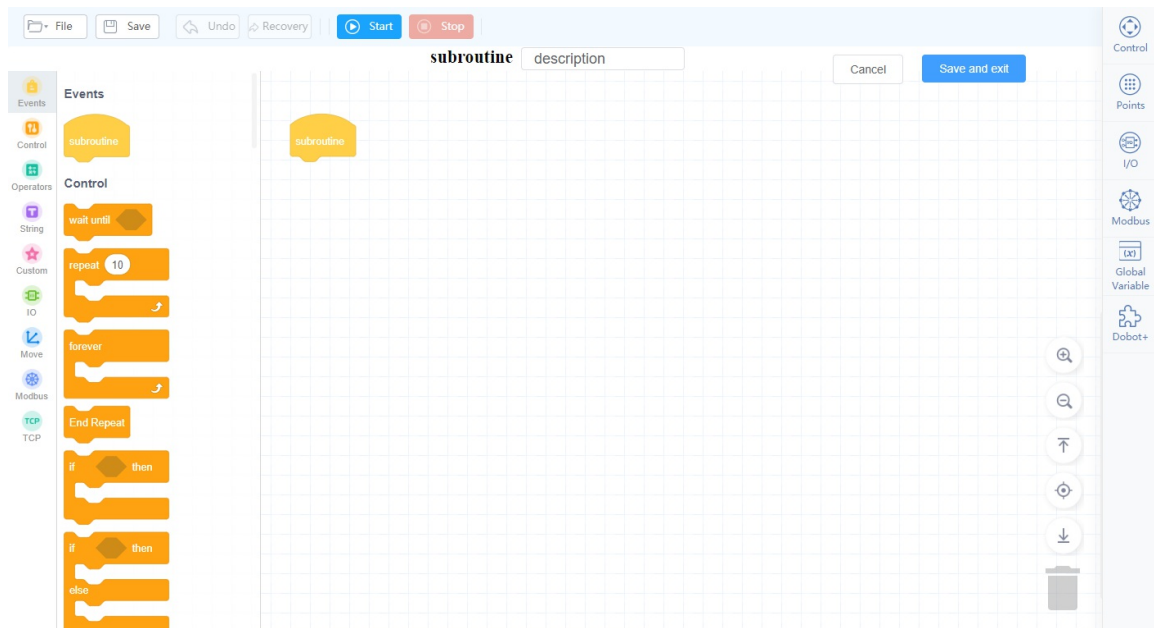 File
Save
Undo
Recovery
Start
Stop
subroutine
description
Cancel
Save and exit
Events
Control
Operators
String
Custom
IO
Move
Modbus
TCP
TCP
Events
subroutine
Control
wait until
repeat 10
forever
End Repeat
if then
if then
else
subroutine
Control
Points
I/O
Modbus
(x)
Global
Variable
Dobot+